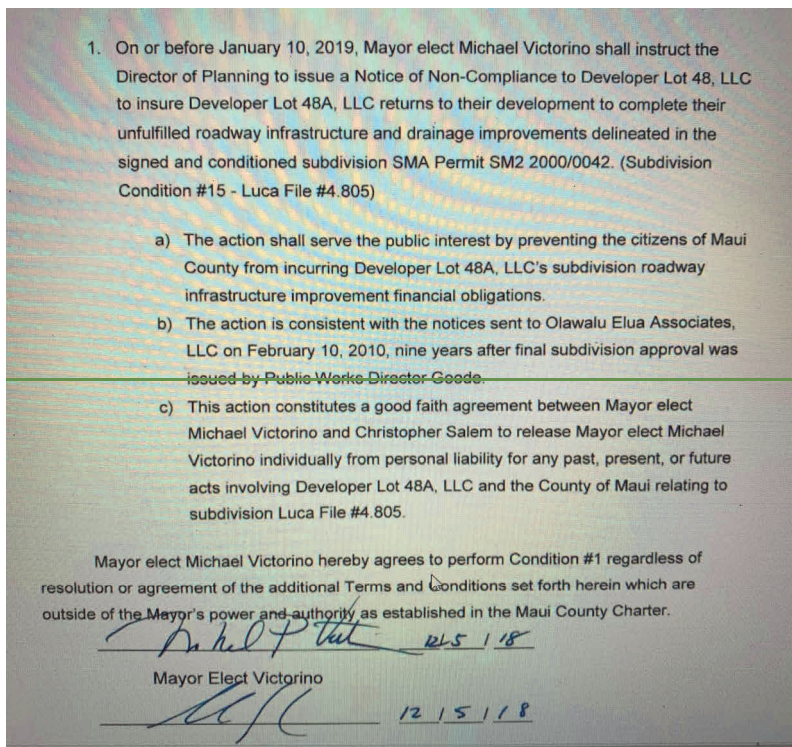 1. On or before January 10, 2019, Mayor elect Michael Victorino shall instruct the
Director of Planning to issue a Notice of Non-Compliance to Developer Lot 48, LLC
to insure Developer Lot 48A, LLC returns to their development to complete their
unfulfilled roadway infrastructure and drainage improvements delineated in the
signed and conditioned subdivision SMA Permit SM2 2000/0042. (Subdivision
Condition #15 - Luca File #4.805)
a) The action shall serve the public interest by preventing the citizens of Maui
County from incurring Developer Lot 48A, LLC's subdivision roadway
infrastructure improvement financial obligations.
b) The action is consistent with the notices sent to Olawalu Elua Associates,
LLC on February 10, 2010, nine years after final subdivision approval was
issued by Public Works Director Goode.
c) This action constitutes a good faith agreement between Mayor elect
Michael Victorino and Christopher Salem to release Mayor elect Michael
Victorino individually from personal liability for any past, present, or future
acts involving Developer Lot 48A, LLC and the County of Maui relating to
subdivision Luca File #4.805.
Mayor elect Michael Victorino hereby agrees to perform Condition #1 regardless of
resolution or agreement of the additional Terms and Conditions set forth herein which are
outside of the Mayor's power and authority as established in the Maui County Charter.
12/5/18
Mayor Elect Victorino
12/5/18